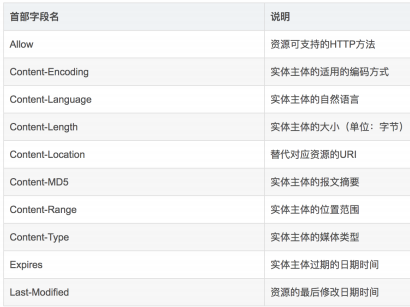 首部字段名 说明
Allow 资源可支持的HTTP方法
Content-Encoding 实体主体的适用的编码方式
Content-Language 实体主体的自然语言
Content-Length 实体主体的大小（单位：字节）
Content-Location 替代对应资源的URI
Content-MD5 实体主体的报文摘要
Content-Range 实体主体的位置范围
Content-Type 实体主体的媒体类型
Expires 实体主体过期的日期时间
Last-Modified 资源的最后修改日期时间